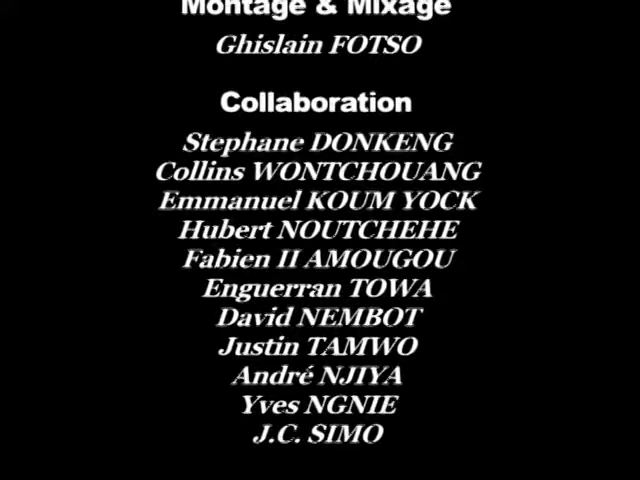 Montage & Mixage
Ghislain FOTSO
Collaboration
Stephane DONKENG
Collins WONTCHOUANG
Emmanuel KOUM YOCK
Hubert NOUTCHEHE
Fabien II AMOUGOU
Enguerran TOWA
David NEMBOT
Justin TAMWO
André NJIYA
Yves NGNIE
J.C. SIMO